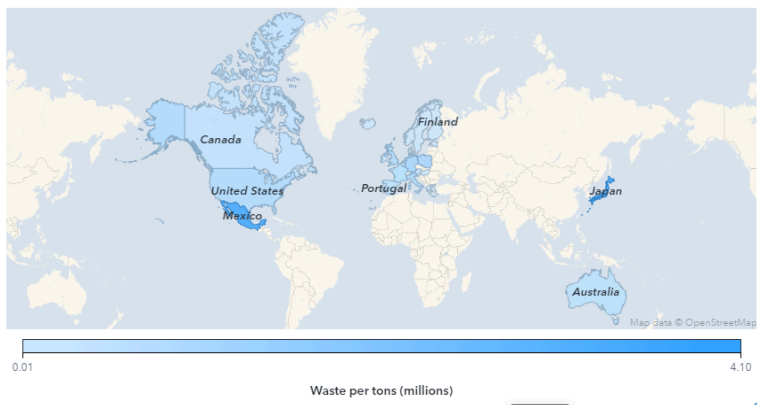 Canada
Finland
United States
Portugal
Japan
Mexico
Australia
Map data © OpenStreetMap
0.01
4.10
Waste per tons (millions)